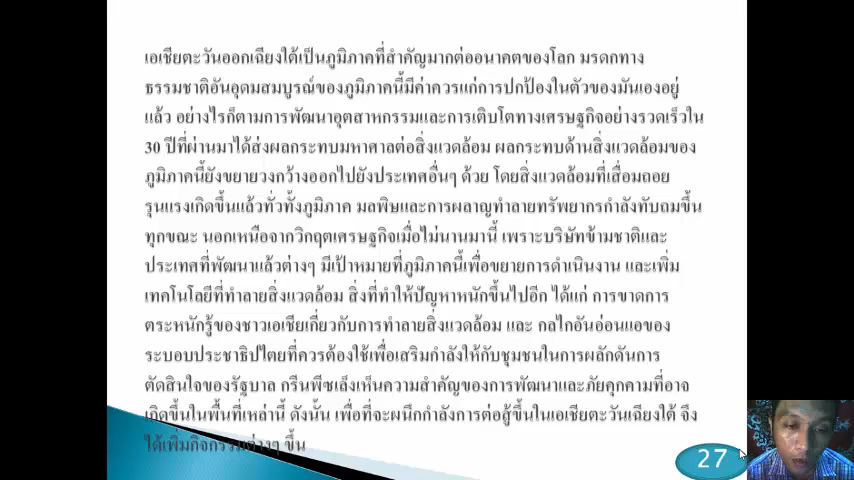 เอเชียตะวันออกเฉียงใต้เป็นภูมิภาคที่สำคัญมากต่ออนาคตของโลก มรดกทาง
ธรรมชาติอันอุดมสมบูรณ์ของภูมิภาคนี้มีค่าควรแก่การปกป้องในตัวของมันเองอยู่
แล้ว อย่างไรก็ตามการพัฒนาอุตสาหกรรมและการเติบโตทางเศรษฐกิจอย่างรวดเร็วใน
30 ปีที่ผ่านมาได้ส่งผลกระทบมหาศาลต่อสิ่งแวดล้อม ผลกระทบด้านสิ่งแวดล้อมของ
ภูมิภาคนี้ยังขยายวงกว้างออกไปยังประเทศอื่นๆ ด้วย โดยสิ่งแวดล้อมที่เสื่อมถอย
รุนแรงเกิดขึ้นแล้วทั่วทั้งภูมิภาค มลพิษและการผลาญทำลายทรัพยากรกำลังทับถมขึ้น
ทุกขณะ นอกเหนือจากวิกฤตเศรษฐกิจเมื่อไม่นานมานี้ เพราะบริษัทข้ามชาติและ
ประเทศที่พัฒนาแล้วต่างๆ มีเป้าหมายที่ภูมิภาคนี้เพื่อขยายการดำเนินงาน และเพิ่ม
เทคโนโลยีที่ทำลายสิ่งแวดล้อม สิ่งที่ทำให้ปัญหาหนักขึ้นไปอีก ได้แก่ การขาดการ
ตระหนักรู้ของชาวเอเชียเกี่ยวกับการทำลายสิ่งแวดล้อม และ กลไกอันอ่อนแอของ
ระบอบประชาธิปไตยที่ควรต้องใช้เพื่อเสริมกำลังให้กับชุมชนในการผลักดันการ
ตัดสินใจของรัฐบาล กรีนพีซเล็งเห็นความสำคัญของการพัฒนาและภัยคุกคามที่อาจ
เกิดขึ้นในพื้นที่เหล่านี้ ดังนั้น เพื่อที่จะผนึกกำลังการต่อสู้ขึ้นในเอเชียตะวันเฉียงใต้ จึง
ได้เพิ่มกิจกรรมต่างๆ ขึ้น
27